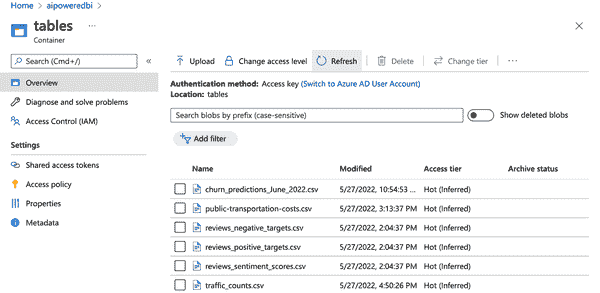 Home > aipoweredbi >
tables
Container
Search (Cmd+/)
«
Upload
Change access level
Refresh
Delete
Change tier
...
Overview
Diagnose and solve problems
Access Control (IAM)
Settings
Shared access tokens
Access policy
Properties
Metadata
Authentication method: Access key (Switch to Azure AD User Account)
Location: tables
Search blobs by prefix (case-sensitive)
Show deleted blobs
Add filter
Name Modified Access tier Archive status
churn_predictions_June_2022.csv 5/27/2022, 10:54:53 ... Hot (Inferred)
public-transportation-costs.csv 5/27/2022, 3:13:37 PM Hot (Inferred)
reviews_negative_targets.csv 5/27/2022, 2:04:37 PM Hot (Inferred)
reviews_positive_targets.csv 5/27/2022, 2:04:37 PM Hot (Inferred)
reviews_sentiment_scores.csv 5/27/2022, 2:04:37 PM Hot (Inferred)
traffic_counts.csv 5/27/2022, 4:50:26 PM Hot (Inferred)